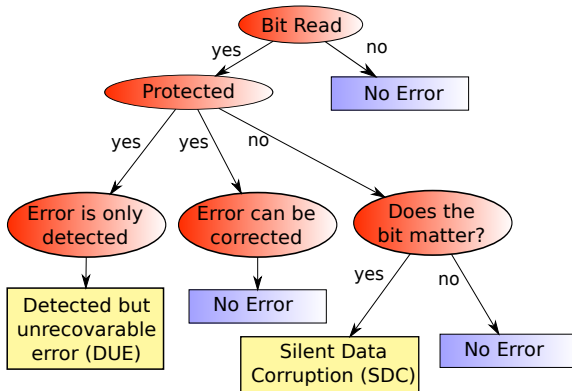 Bit Read
yes
no
Protected
No Error
yes
yes
no
Error is only
detected
Error can be
corrected
Does the
bit matter?
yes
no
Detected but
unrecovarable
error (DUE)
No Error
Silent Data
Corruption (SDC)
No Error